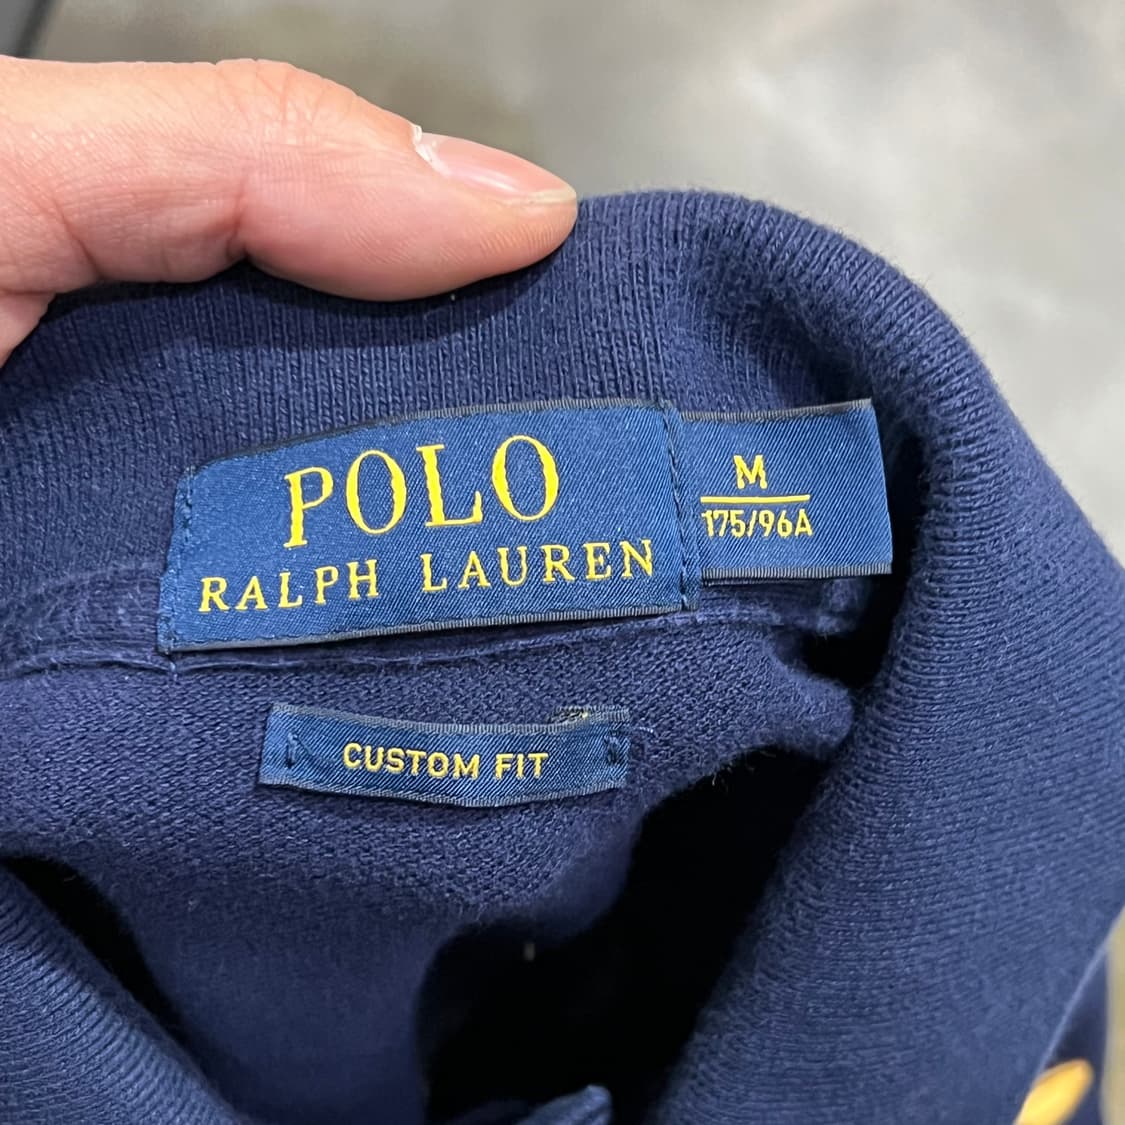 POLO
RALPH LAUREN
M
175/96A
CUSTOM FIT